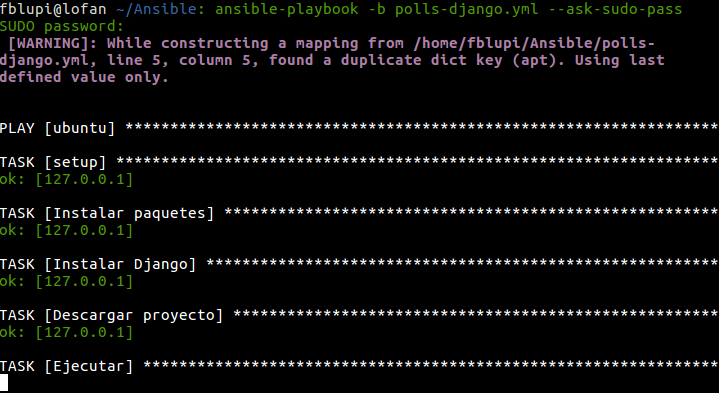 fblupi@lofan ~/Ansible: ansible-playbook -b polls-django.yml --ask-sudo-pass
SUDO password:
 [WARNING]: While constructing a mapping from /home/fblupi/Ansible/polls-
django.yml, line 5, column 5, found a duplicate dict key (apt). Using last
defined value only.
PLAY [ubuntu] ******************************************************************
TASK [setup] *******************************************************************
ok: [127.0.0.1]
TASK [Instalar paquetes] *******************************************************
ok: [127.0.0.1]
TASK [Instalar Django] *********************************************************
ok: [127.0.0.1]
TASK [Descargar proyecto] ******************************************************
ok: [127.0.0.1]
TASK [Ejecutar] ****************************************************************